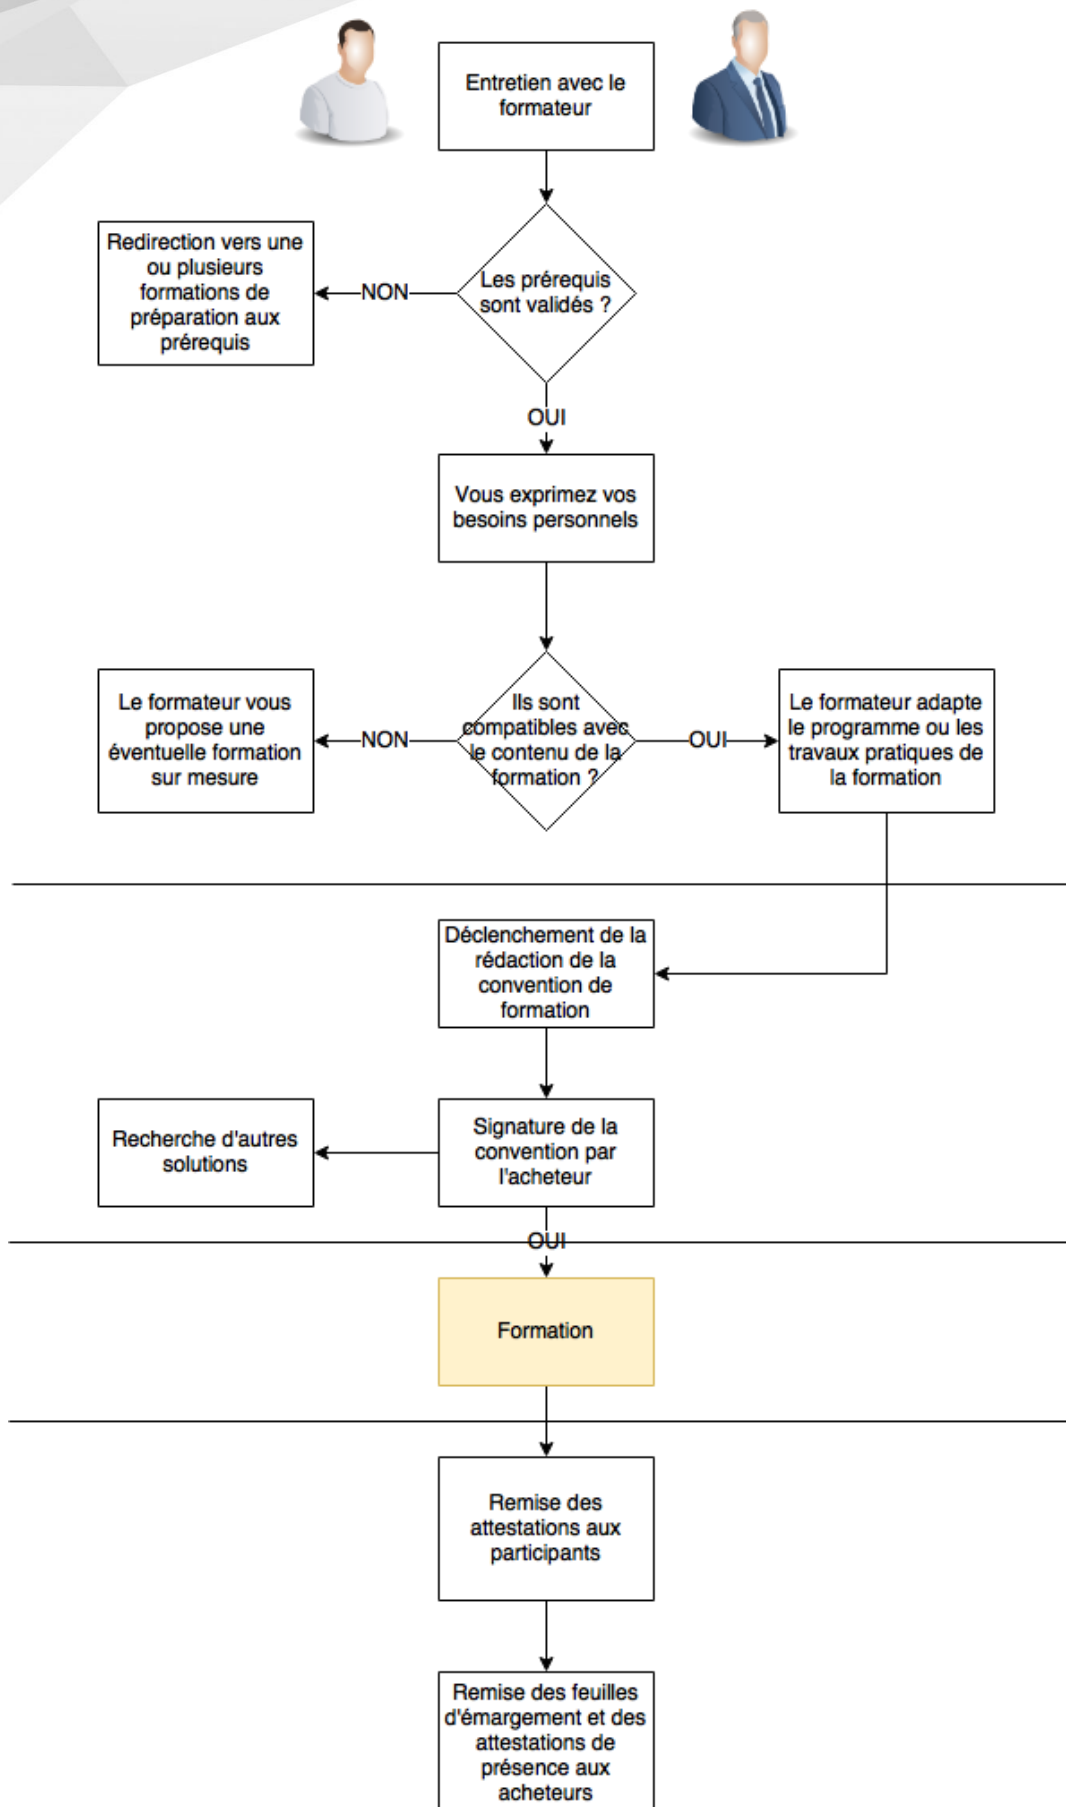 Entretien avec le
formateur
Les prérequis
sont validés ?
NON
Redirection vers une
ou plusieurs
formations de
préparation aux
prérequis
OUI
Vous exprimez vos
besoins personnels
Ils sont
compatibles avec
le contenu de la
formation ?
NON
Le formateur vous
propose une
éventuelle formation
sur mesure
OUI
Le formateur adapte
le programme ou les
travaux pratiques de
la formation
Déclenchement de la
rédaction de la
convention de
formation
Signature de la
convention par
l'acheteur
Recherche d'autres
solutions
OUI
Formation
Remise des
attestations aux
participants
Remise des feuilles
d'émargement et des
attestations de
présence aux
acheteurs